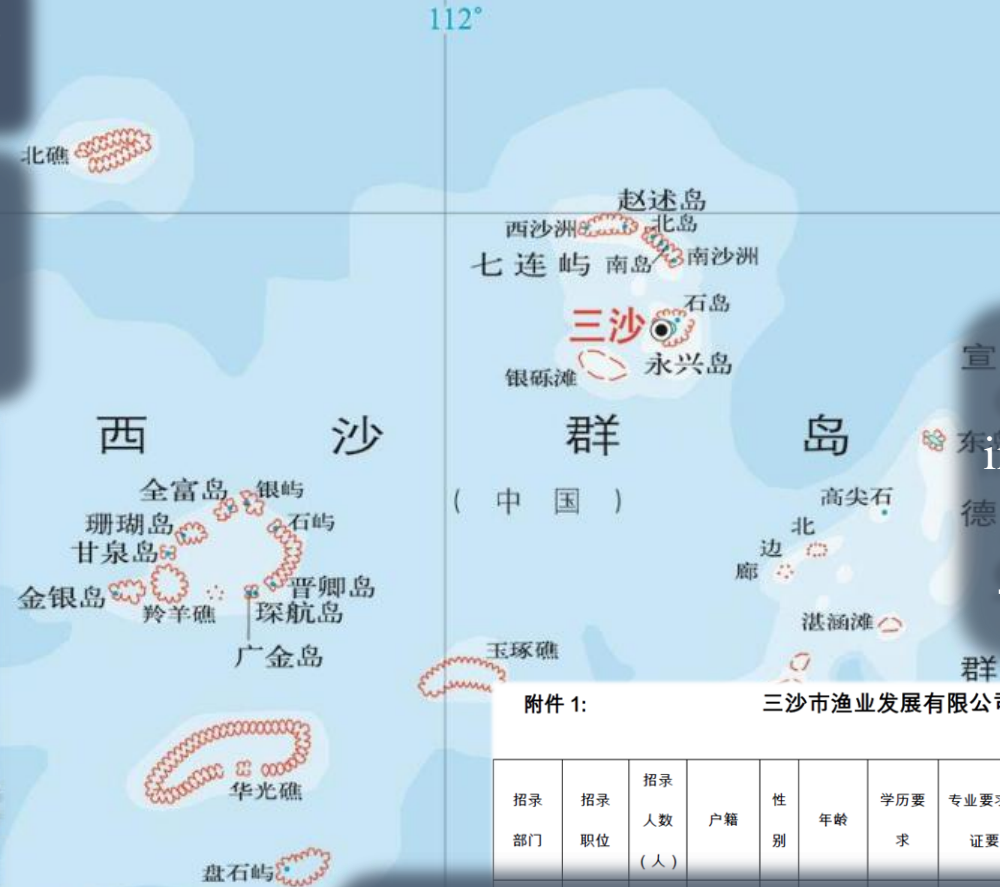 112°
北礁
赵述岛
西沙洲
北岛
七连屿
南岛
南沙洲
石岛
三沙
永兴岛
银砾滩
宣
西沙群岛
东
(中国)
德
全富岛
银屿
高尖石
珊瑚岛
石屿
北
甘泉岛
边
廊
金银岛
晋卿岛
羚羊礁
琛航岛
湛涵滩
广金岛
玉琢礁
群
附件 1:
三沙市渔业发展有限公
华光礁
招录部门
招录职位
招录人数(人)
户籍
性别
年龄
学历要求
专业要
证要
盘石屿